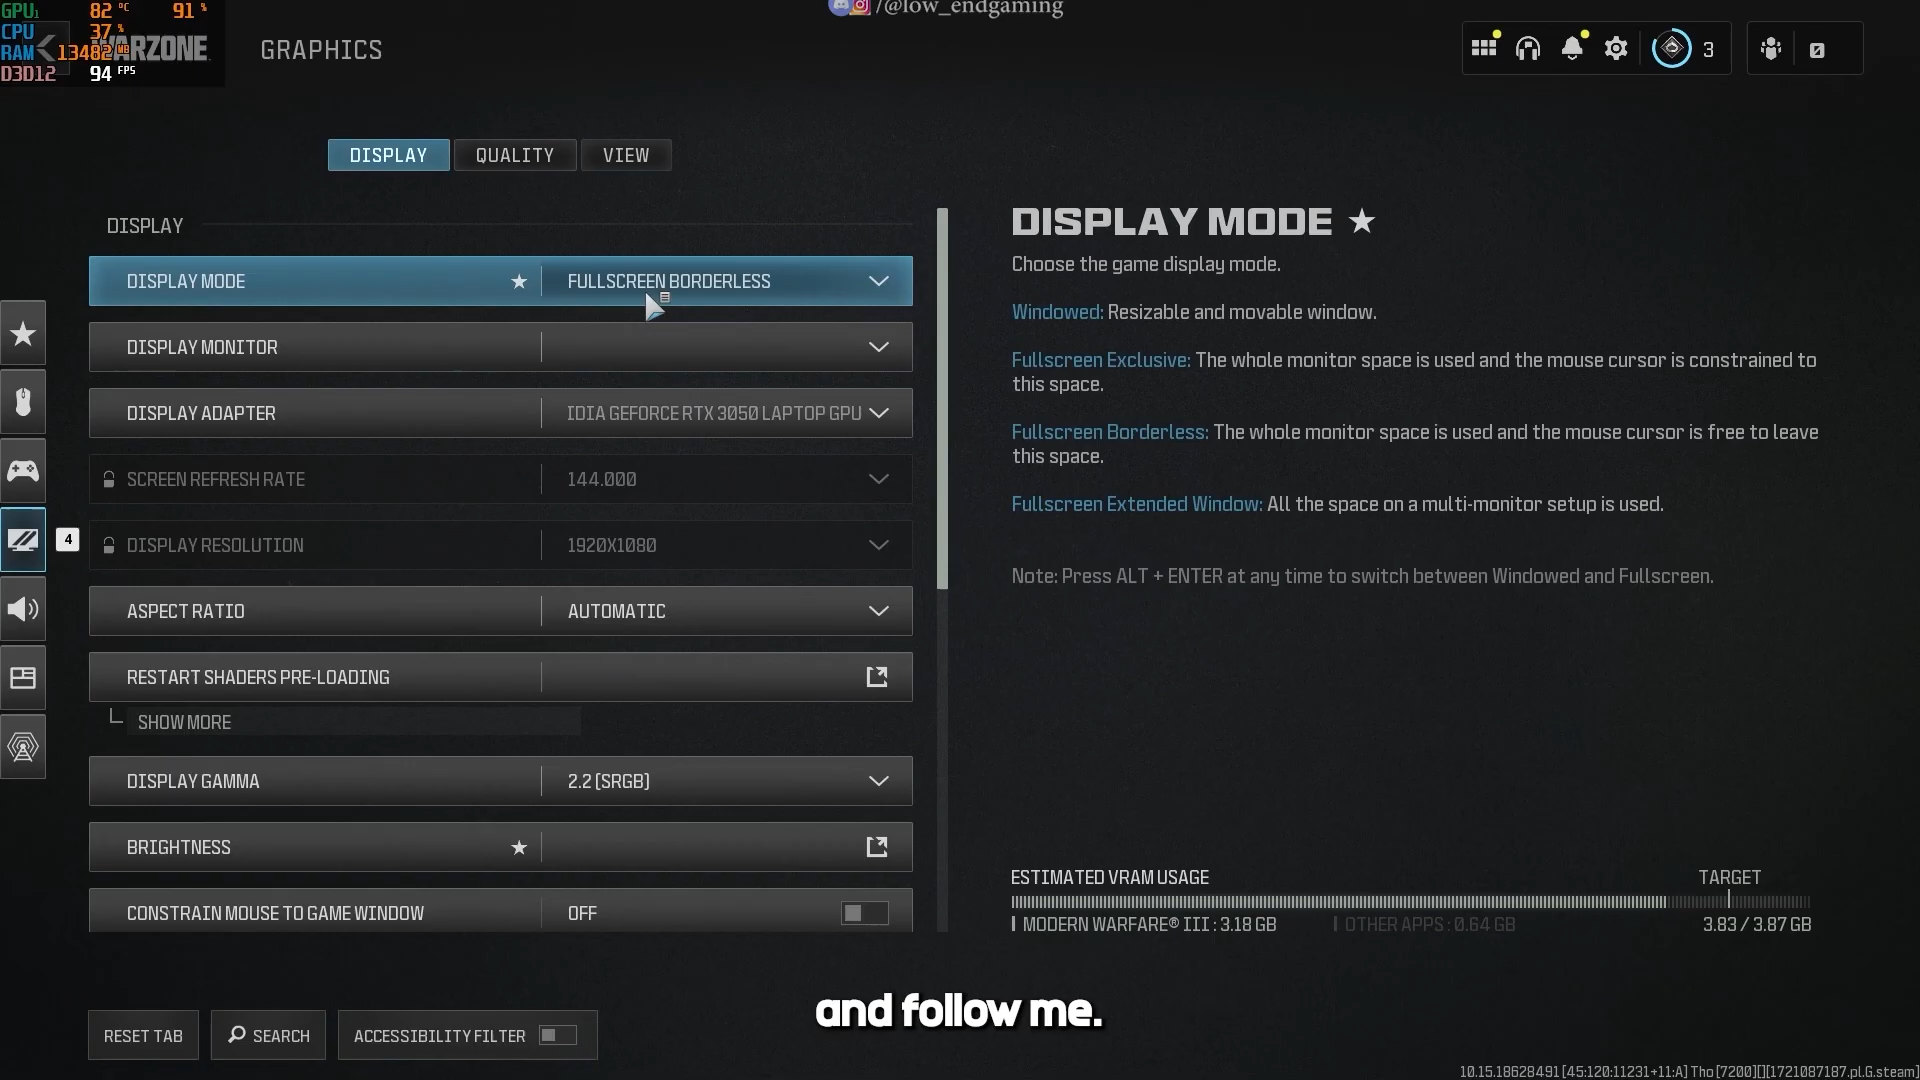 GPU1 82 °C 91 %
CPU 37 %
RAM 13482 MB
D3D12 94 FPS
WARZONE
GRAPHICS
/@low_endgaming
3
0
DISPLAY QUALITY VIEW
DISPLAY
DISPLAY MODE FULLSCREEN BORDERLESS
DISPLAY MONITOR
DISPLAY ADAPTER IDIA GEFORCE RTX 3050 LAPTOP GPU
SCREEN REFRESH RATE 144.000
4
DISPLAY RESOLUTION 1920X1080
ASPECT RATIO AUTOMATIC
RESTART SHADERS PRE-LOADING
SHOW MORE
DISPLAY GAMMA 2.2 (SRGB)
BRIGHTNESS
CONSTRAIN MOUSE TO GAME WINDOW OFF
RESET TAB SEARCH ACCESSIBILITY FILTER
DISPLAY MODE
Choose the game display mode.
Windowed: Resizable and movable window.
Fullscreen Exclusive: The whole monitor space is used and the mouse cursor is constrained to
this space.
Fullscreen Borderless: The whole monitor space is used and the mouse cursor is free to leave
this space.
Fullscreen Extended Window: All the space on a multi-monitor setup is used.
Note: Press ALT + ENTER at any time to switch between Windowed and Fullscreen.
ESTIMATED VRAM USAGE TARGET
MODERN WARFARE® III : 3.18 GB OTHER APPS : 0.64 GB 3.83 / 3.87 GB
and follow me.
10.15.18628491 [45:120:11231+11:A] Tho [7200][][1721087187.pl.G.steam]